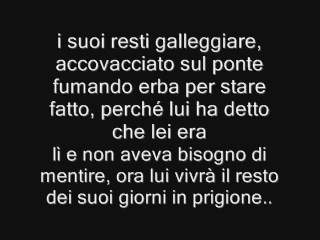 i suoi resti galleggiare,
accovacciato sul ponte
fumando erba per stare
fatto, perché lui ha detto
che lei era
lì e non aveva bisogno di
mentire, ora lui vivrà il resto
dei suoi giorni in prigione..